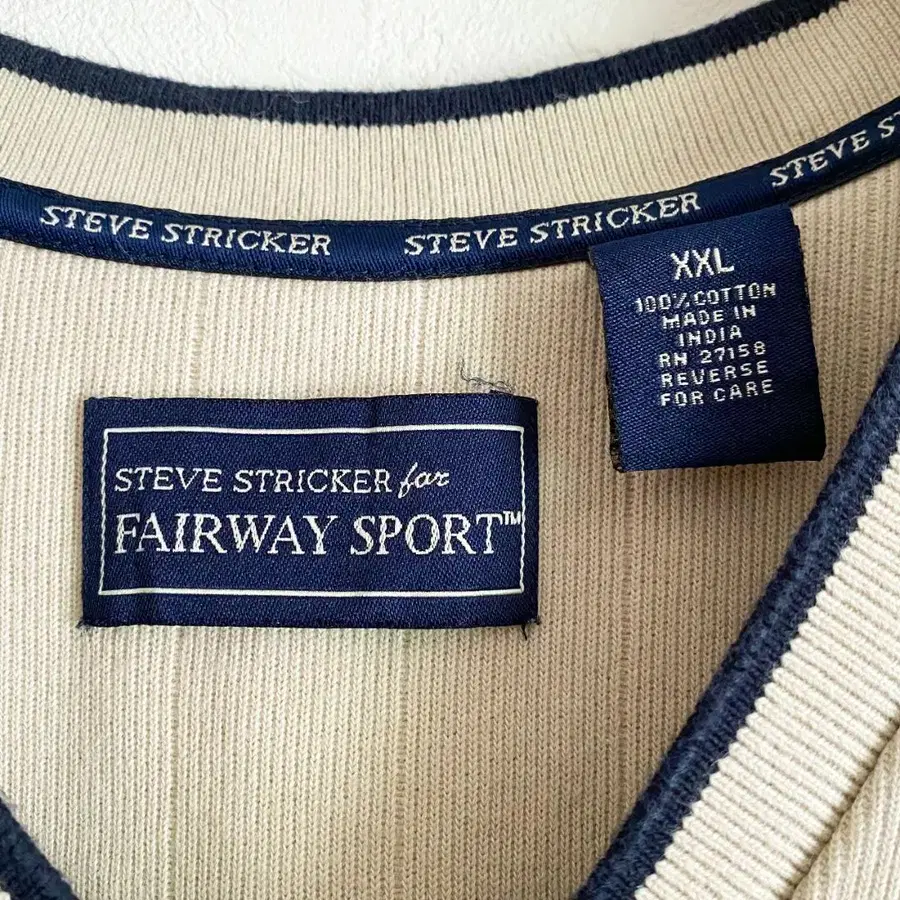 STEVE STRICKER STEVE STRICKER STEVE S
XXL
100% COTTON
MADE IN
INDIA
RN 27158
REVERSE
FOR CARE
STEVE STRICKER for
FAIRWAY SPORT™